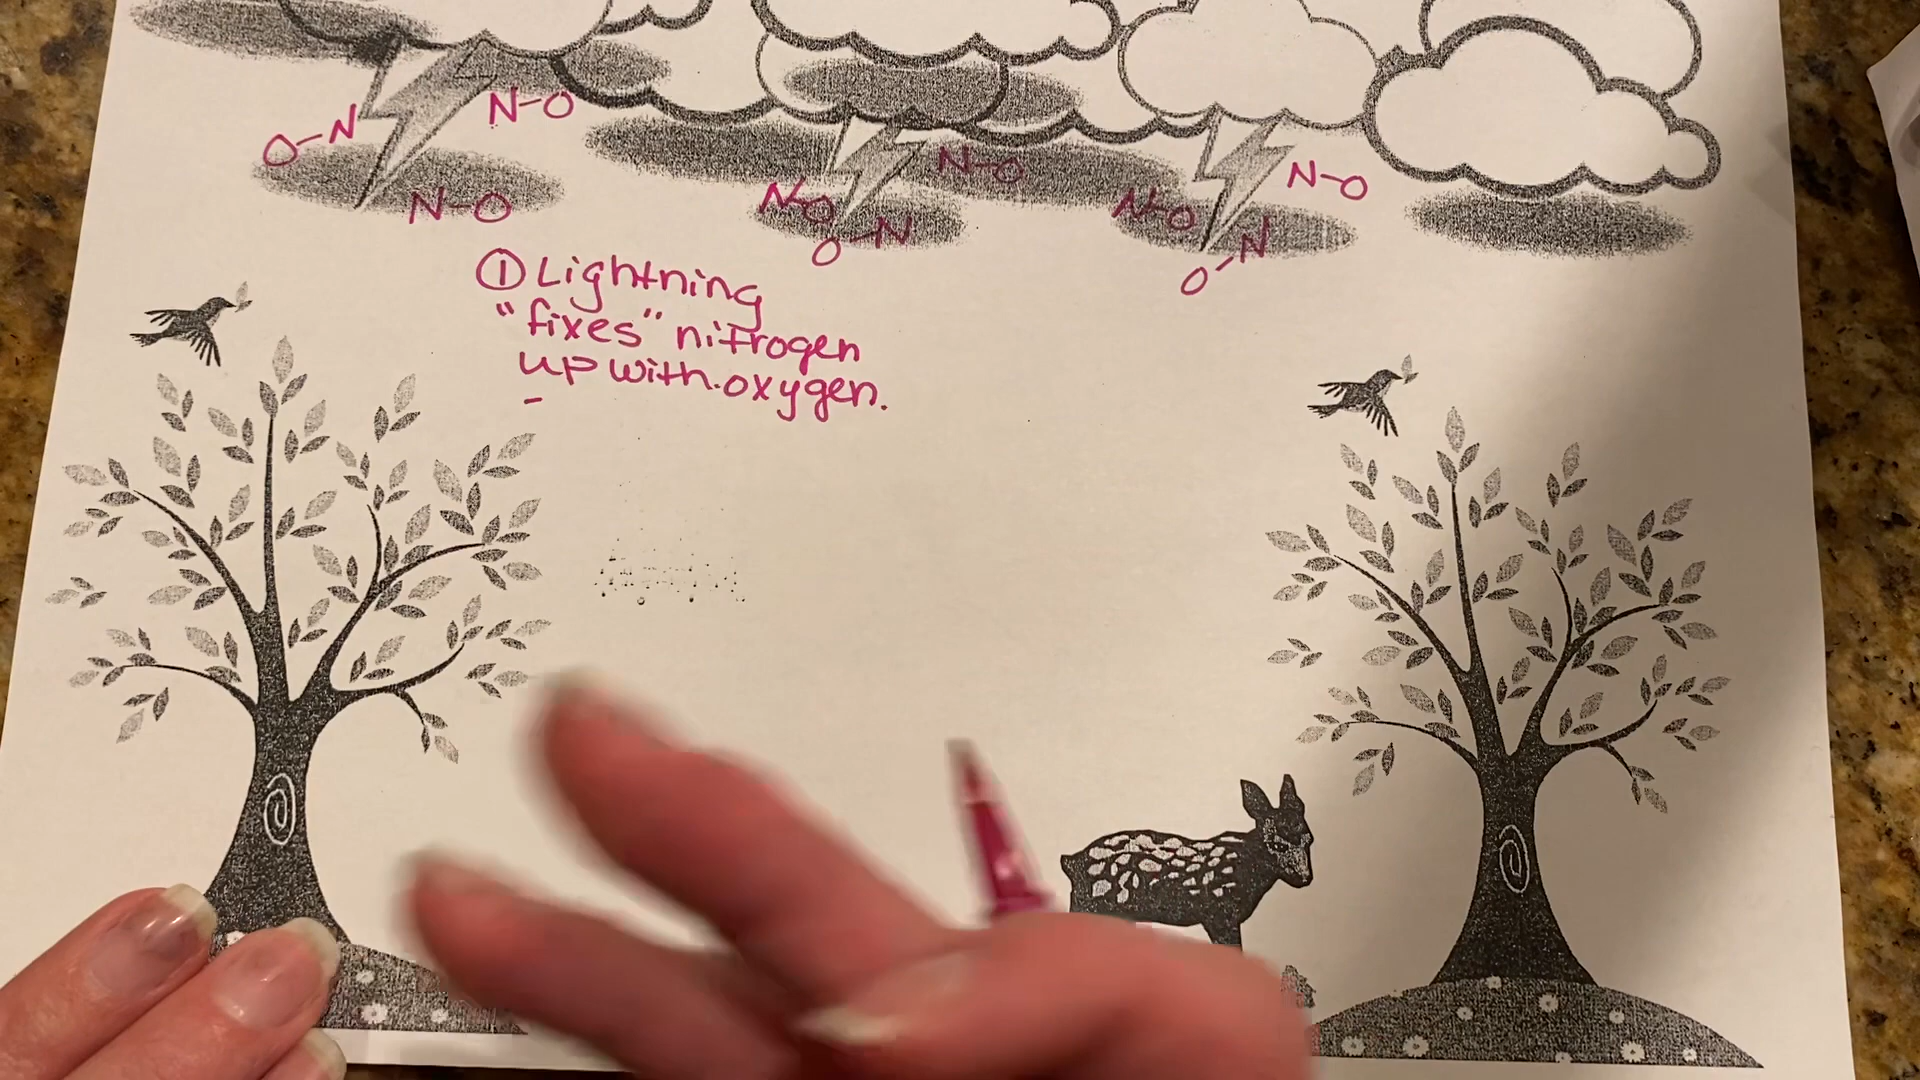 N-O
O-N
N-O
N-O
N-O
O-N
N-O
N-O
O-N
① Lightning
"fixes" nitrogen
up with oxygen.
-